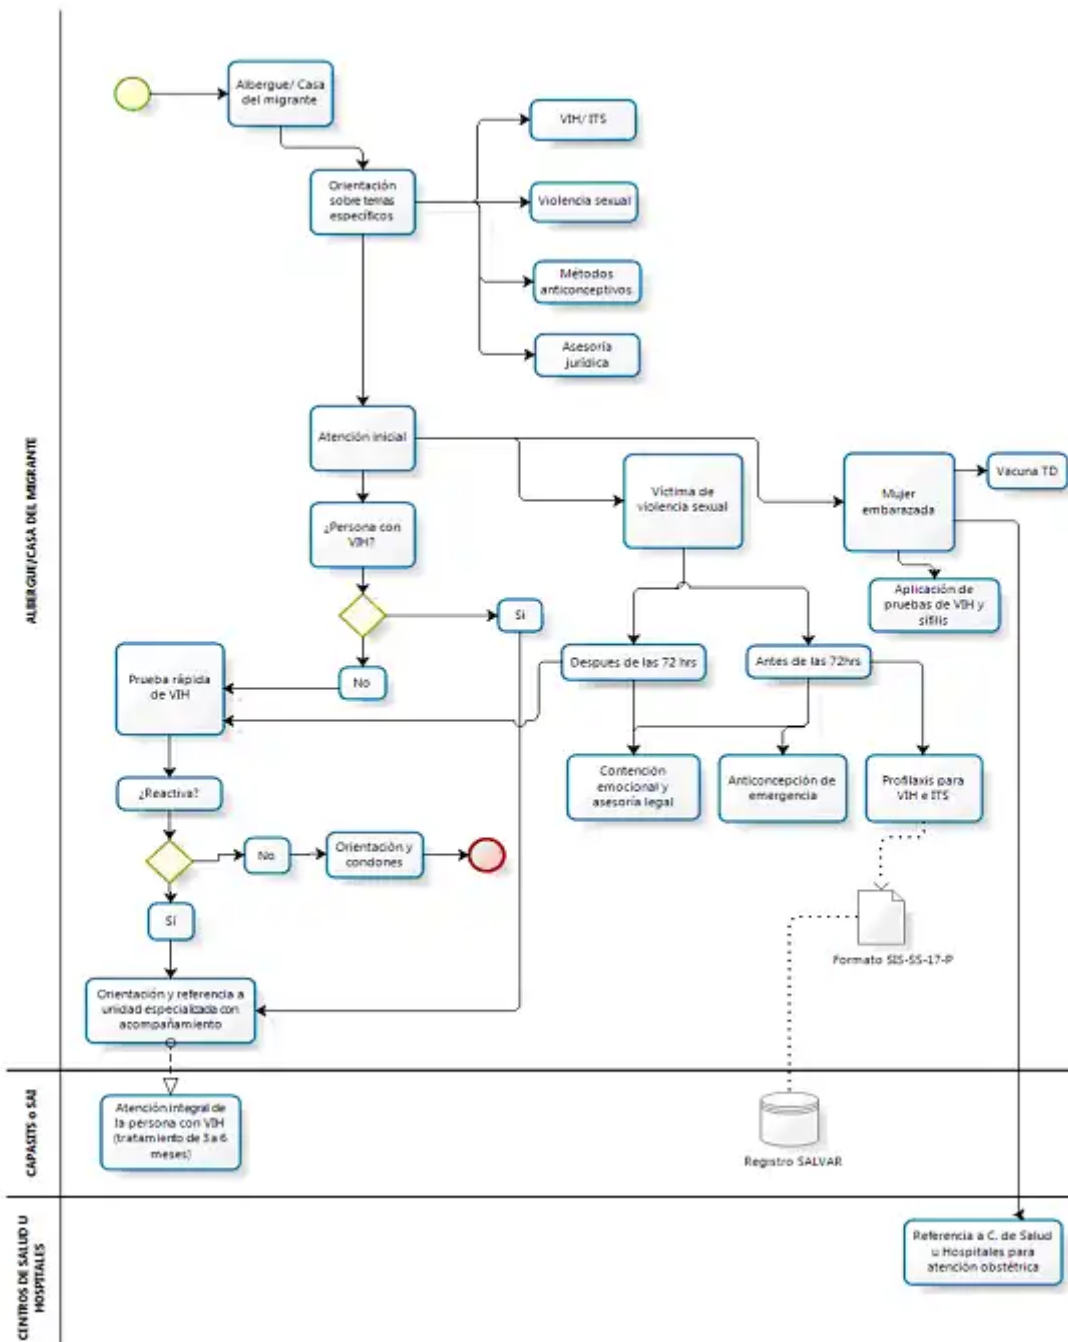 Albergue/ Casa
del migrante
VIH/ ITS
Orientación
sobre temas
específicos
Violencia sexual
Métodos
anticonceptivos
Asesoría
jurídica
Atención inicial
Víctima de
violencia sexual
Mujer
embarazada
Vacuna TD
¿Persona con
VIH?
Aplicación de
pruebas de VIH y
sífilis
Si
No
Despues de las 72 hrs
Antes de las 72hrs
Prueba rápida
de VIH
¿Reactiva?
Contención
emocional y
asesoría legal
Anticoncepción de
emergencia
Profilaxis para
VIH e ITS
No
Orientación y
condones
Sí
Formato SIS-SS-17-P
Orientación y referencia a
unidad especializada con
acompañamiento
ALBERGUE/CASA DEL MIGRANTE
Atención integral de
la persona con VIH
(tratamiento de 3 a 6
meses)
Registro SALVAR
CAPASITS o SAI
Referencia a C. de Salud
u Hospitales para
atención obstétrica
CENTROS DE SALUD U
HOSPITALES